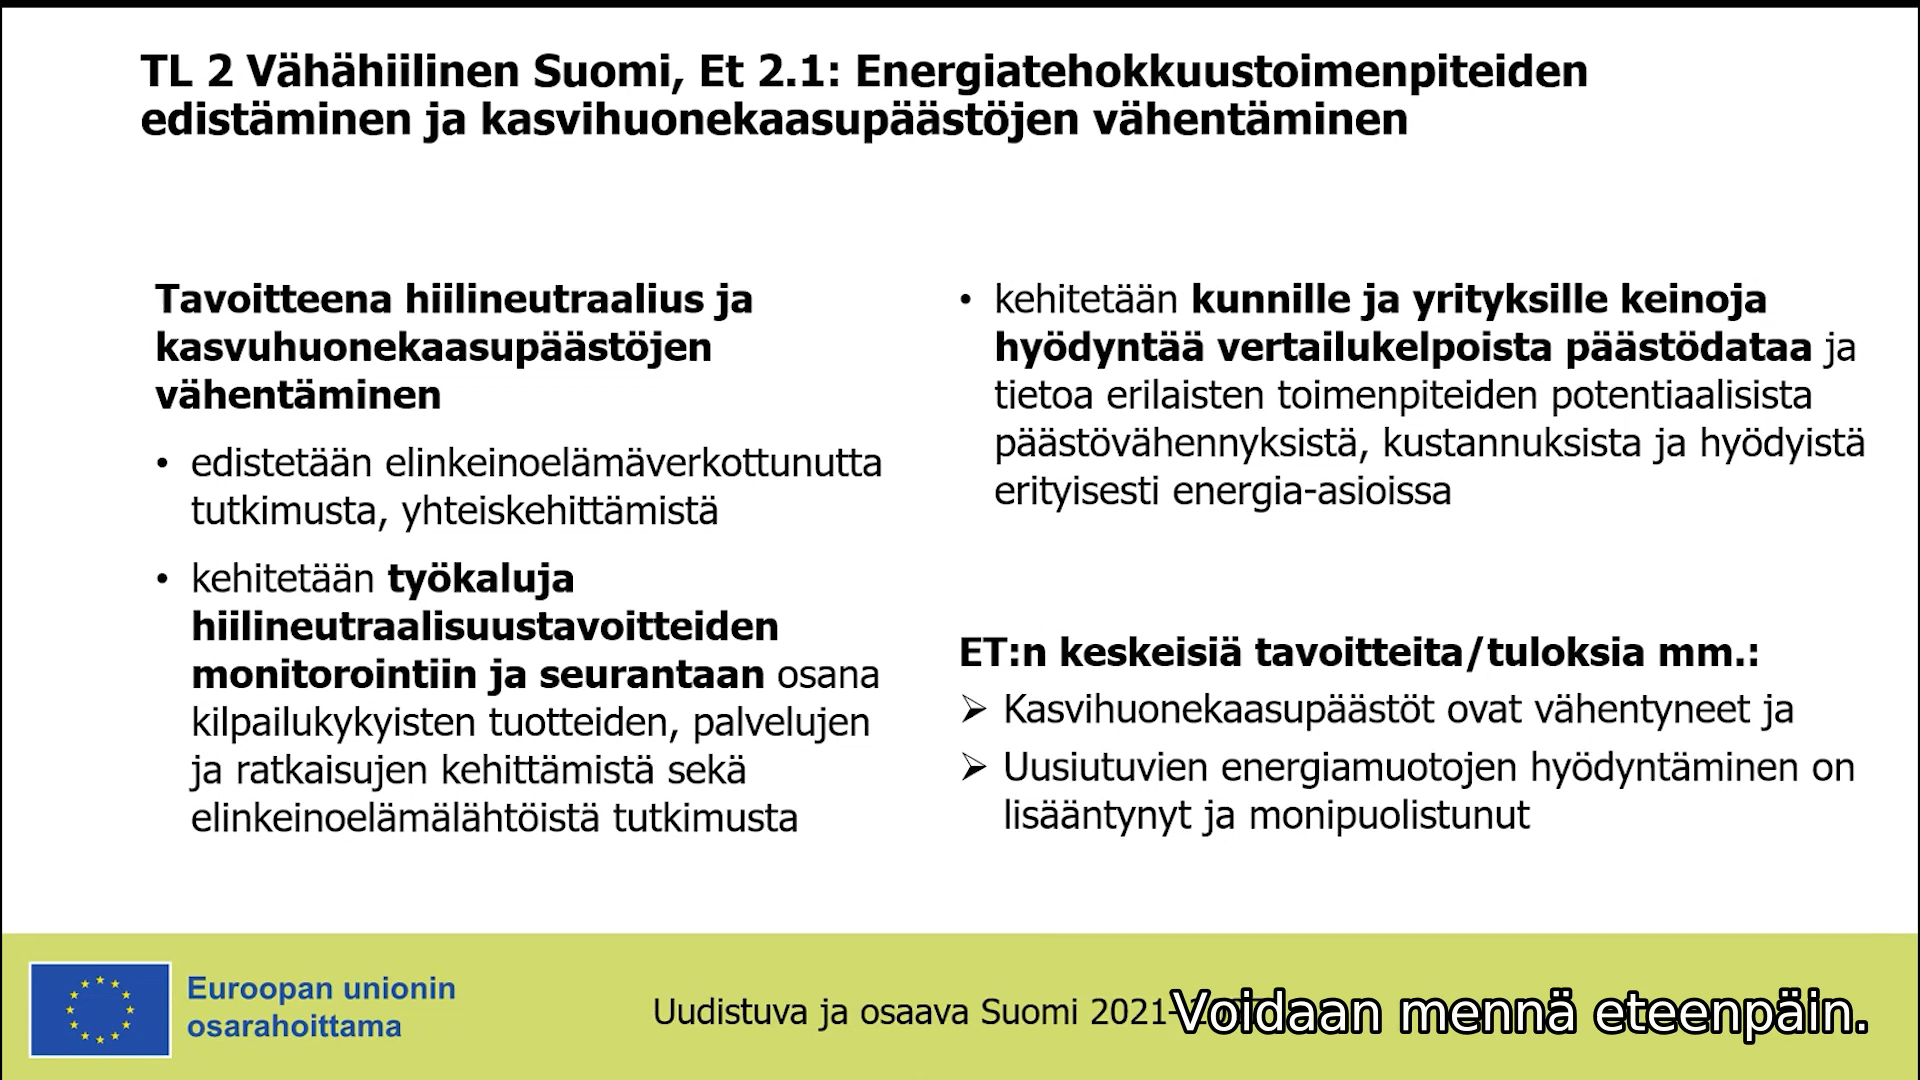 TL 2 Vähähiilinen Suomi, Et 2.1: Energiatehokkuustoimenpiteiden
edistäminen ja kasvihuonekaasupäästöjen vähentäminen
Tavoitteena hiilineutraalius ja
kasvuhuonekaasupäästöjen
vähentäminen
• edistetään elinkeinoelämäverkottunutta
tutkimusta, yhteiskehittämistä
• kehitetään työkaluja
hiilineutraalisuustavoitteiden
monitorointiin ja seurantaan osana
kilpailukykyisten tuotteiden, palvelujen
ja ratkaisujen kehittämistä sekä
elinkeinoelämälähtöistä tutkimusta
• kehitetään kunnille ja yrityksille keinoja
hyödyntää vertailukelpoista päästödataa ja
tietoa erilaisten toimenpiteiden potentiaalisista
päästövähennyksistä, kustannuksista ja hyödyistä
erityisesti energia-asioissa
ET:n keskeisiä tavoitteita/tuloksia mm.:
➢ Kasvihuonekaasupäästöt ovat vähentyneet ja
➢ Uusiutuvien energiamuotojen hyödyntäminen on
lisääntynyt ja monipuolistunut
Euroopan unionin
osarahoittama
Uudistuva ja osaava Suomi 2021-
Voidaan mennä eteenpäin.